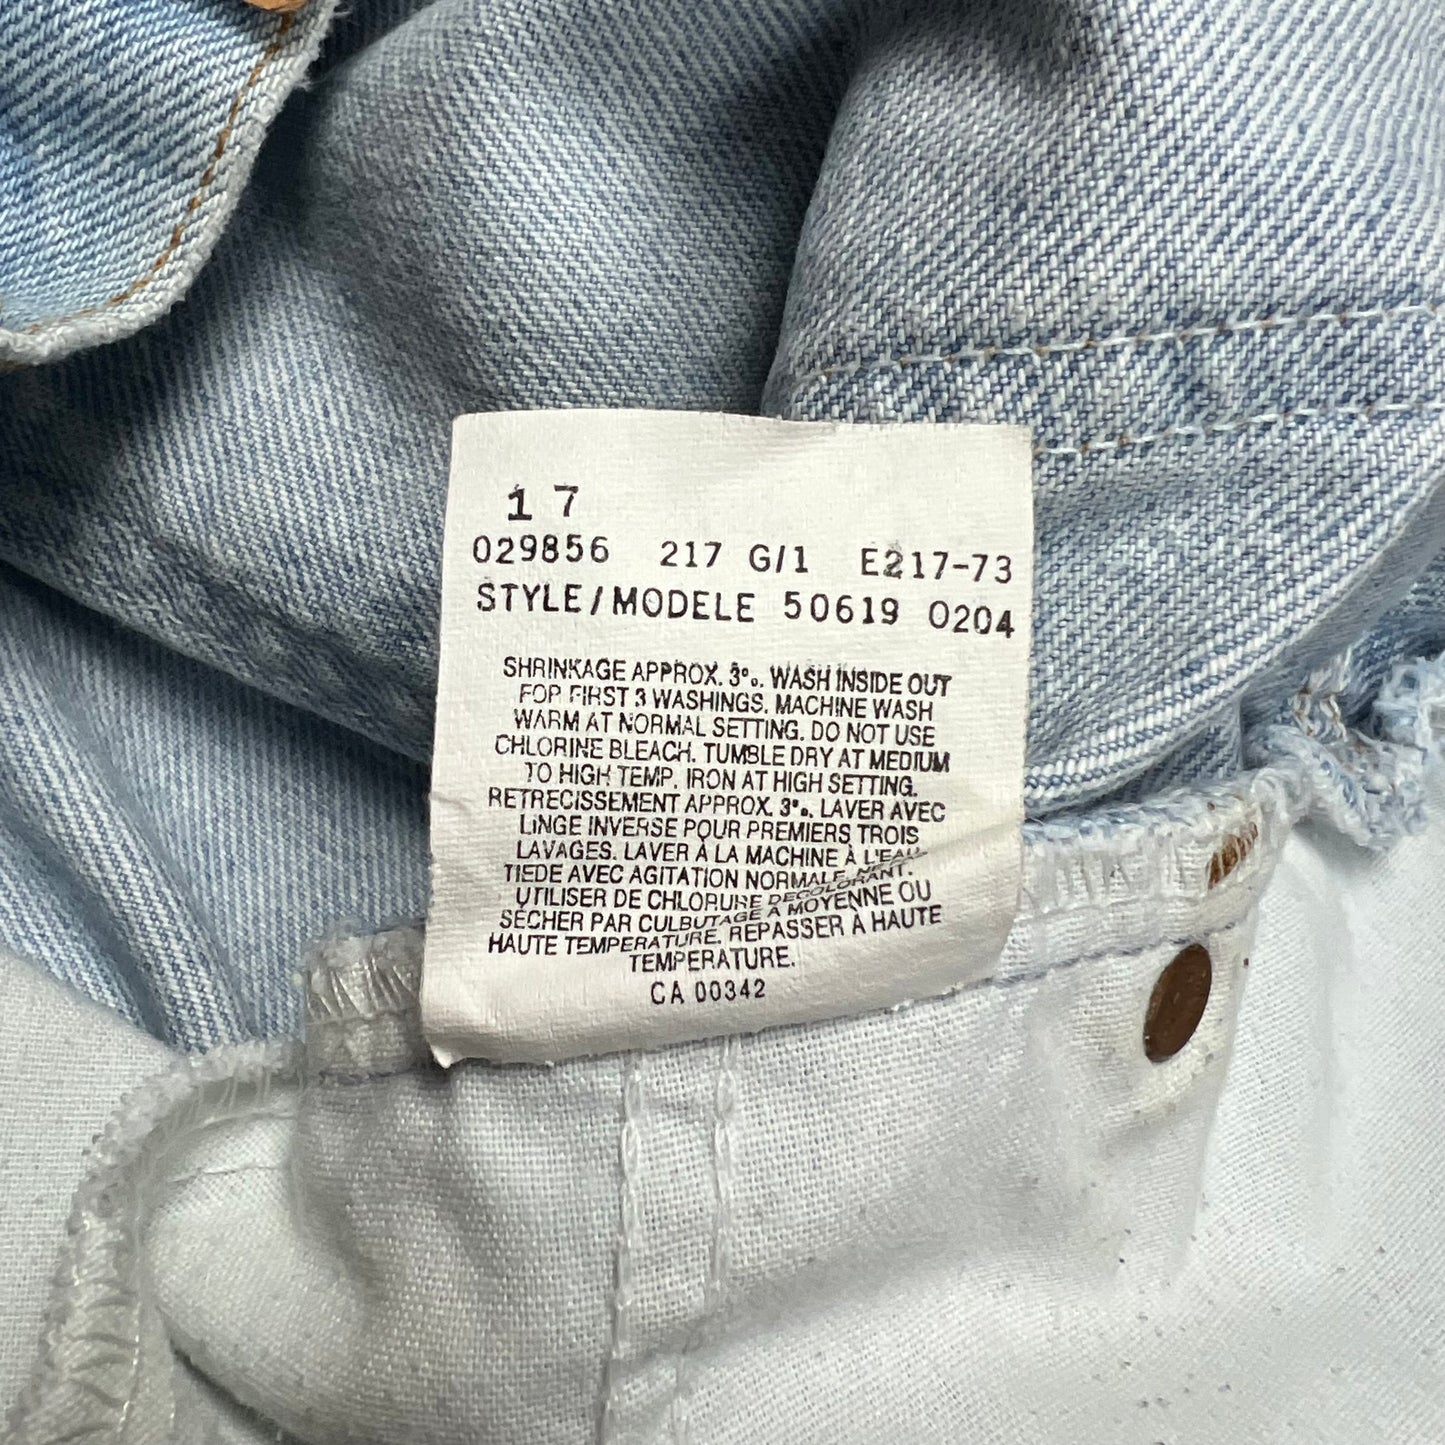 17
029856 217 G/1 E217-73
STYLE/MODELE 50619 0204
SHRINKAGE APPROX. 3%. WASH INSIDE OUT
FOR FIRST 3 WASHINGS. MACHINE WASH
WARM AT NORMAL SETTING. DO NOT USE
CHLORINE BLEACH. TUMBLE DRY AT MEDIUM
TO HIGH TEMP. IRON AT HIGH SETTING.
RETRECISSEMENT APPROX. 3%. LAVER AVEC
LINGE INVERSE POUR PREMIERS TROIS
LAVAGES. LAVER À LA MACHINE À L'EAU
TIEDE AVEC AGITATION NORMALE. NE
UTILISER DE CHLORURE DECOLORANT.
SÉCHER PAR CULBUTAGE A MOYENNE OU
HAUTE TEMPERATURE. REPASSER À HAUTE
TEMPERATURE.
CA 00342